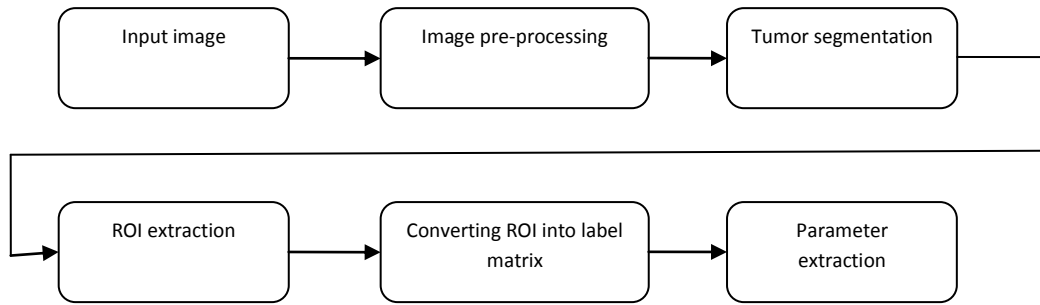 Input image
Image pre-processing
Tumor segmentation
ROI extraction
Converting ROI into label
matrix
Parameter
extraction